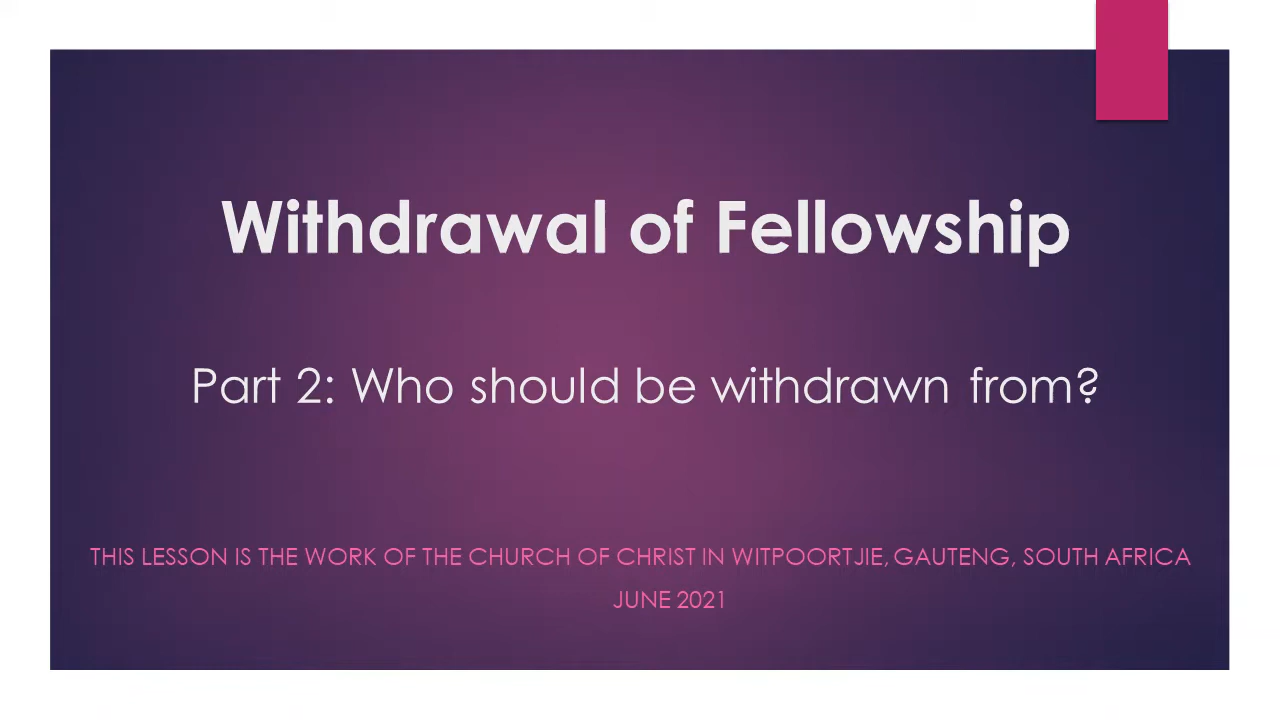 Withdrawal of Fellowship
Part 2: Who should be withdrawn from?
THIS LESSON IS THE WORK OF THE CHURCH OF CHRIST IN WITPOORTJIE, GAUTENG, SOUTH AFRICA
JUNE 2021